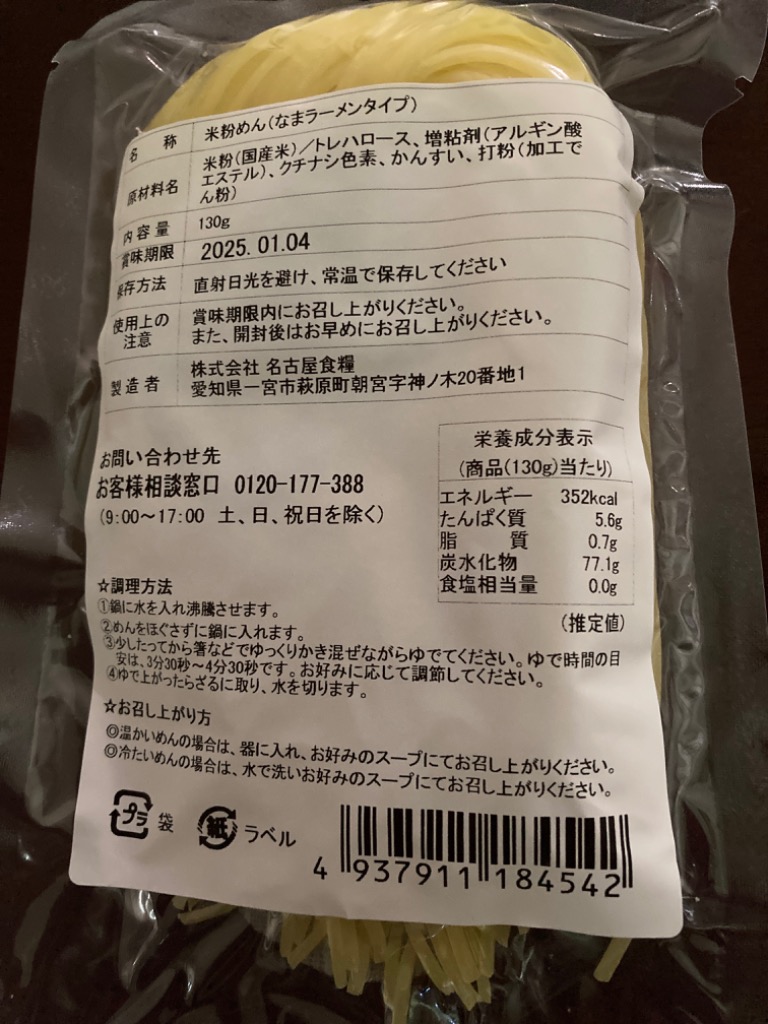 名称 米粉めん(なまラーメンタイプ)
原材料名 米粉(国産米)/トレハロース、増粘剤(アルギン酸
エステル)、クチナシ色素、かんすい、打粉(加工で
ん粉)
内容量 130g
賞味期限 2025.01.04
保存方法 直射日光を避け、常温で保存してください
使用上の
注意
賞味期限内にお召し上がりください。
また、開封後はお早めにお召し上がりください。
製造者 株式会社 名古屋食糧
愛知県一宮市萩原町朝宮字神ノ木20番地1
お問い合わせ先
お客様相談窓口 0120-177-388
(9:00〜17:00 土、日、祝日を除く)
栄養成分表示
(商品(130g)当たり)
エネルギー 352kcal
たんぱく質 5.6g
脂質 0.7g
炭水化物 77.1g
食塩相当量 0.0g
(推定値)
☆調理方法
①鍋に水を入れ沸騰させます。
②めんをほぐさずに鍋に入れます。
③少したってから箸などでゆっくりかき混ぜながらゆでてください。ゆで時間の目
安は、3分30秒〜4分30秒です。お好みに応じて調節してください。
④ゆで上がったらざるに取り、水を切ります。
☆お召し上がり方
◎温かいめんの場合は、器に入れ、お好みのスープにてお召し上がりください。
◎冷たいめんの場合は、水で洗いお好みのスープにてお召し上がりください。
プラ 袋 紙 ラベル
4 937911 184542